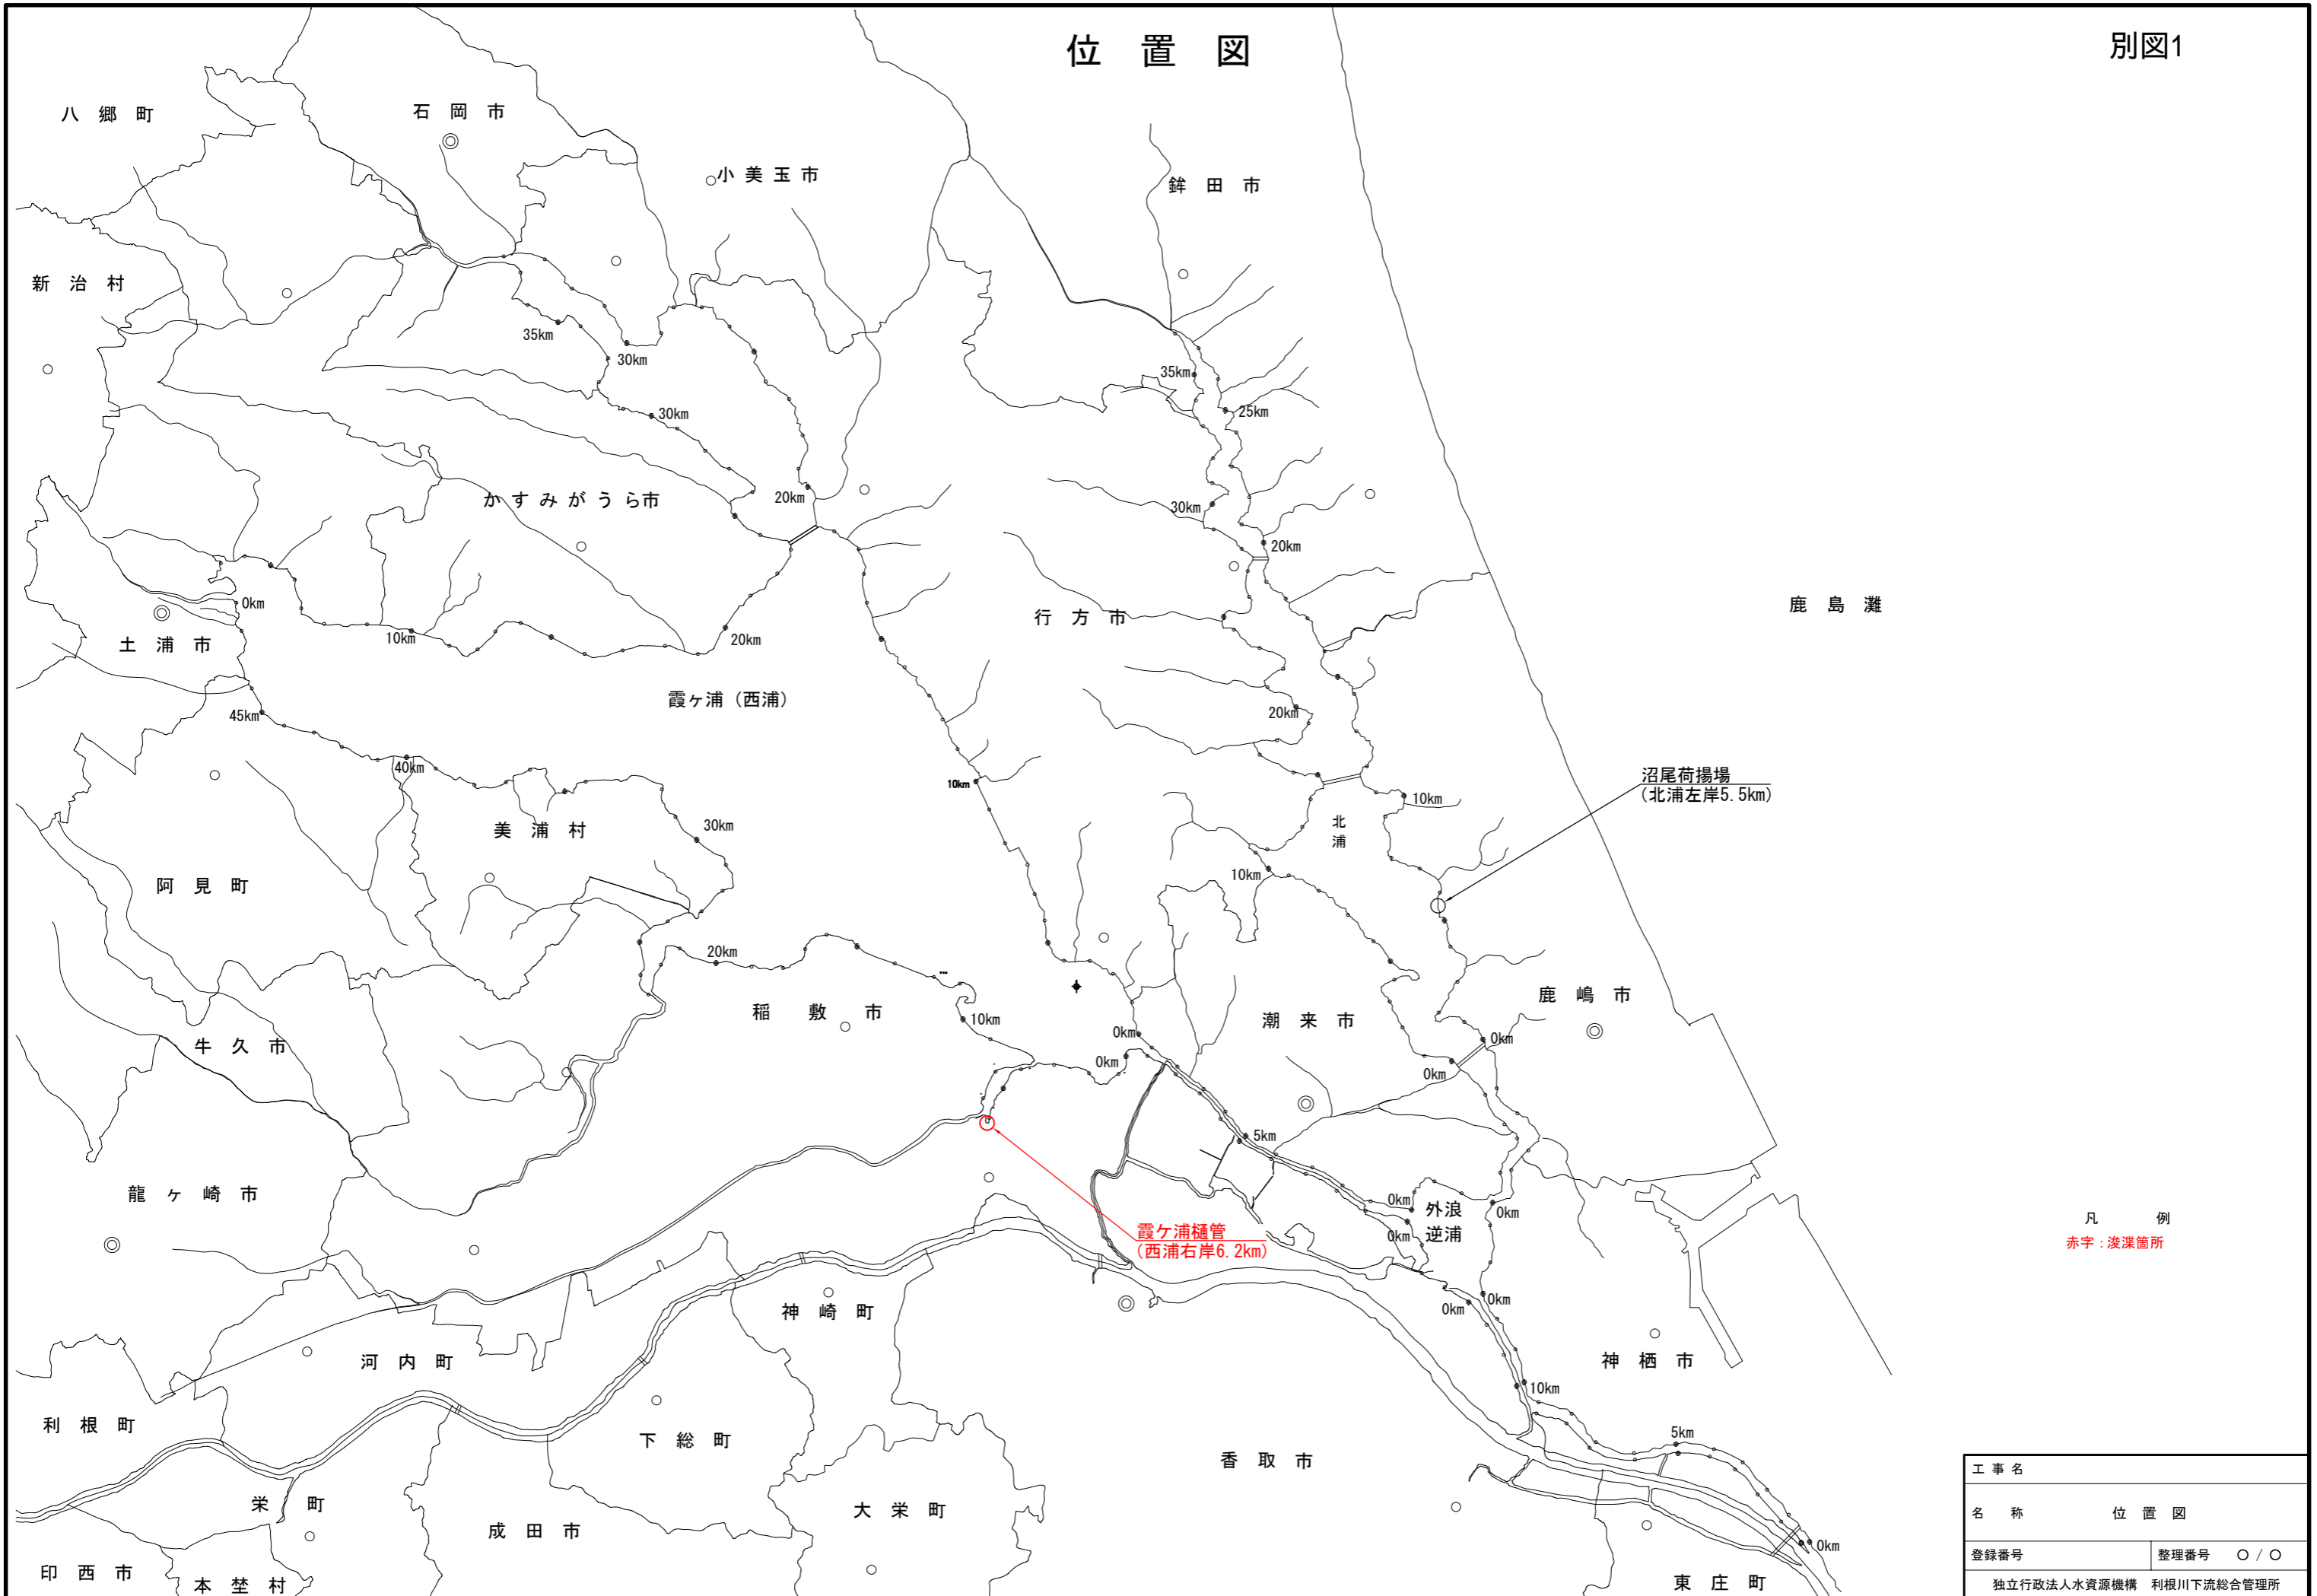 位 置 図
別図1
八 郷 町
石 岡 市
小 美 玉 市
鉾 田 市
新 治 村
35km
30km
30km
35km
25km
20km
30km
20km
かすみがうら市
0km
土 浦 市
10km
20km
行 方 市
鹿 島 灘
霞ヶ浦（西浦）
45km
20km
40km
10km
沼尾荷揚場
(北浦左岸5.5km)
10km
北
浦
美 浦 村
30km
10km
阿 見 町
20km
稲 敷 市
10km
鹿 嶋 市
潮 来 市
牛 久 市
0km
0km
0km
0km
5km
龍 ヶ 崎 市
0km
外浪
逆浦
0km
0km
霞ケ浦樋管
(西浦右岸6.2km)
凡 例
赤字：浚渫箇所
神 崎 町
0km
0km
河 内 町
神 栖 市
10km
利 根 町
下 総 町
5km
香 取 市
栄 町
大 栄 町
成 田 市
0km
印 西 市
本 埜 村
東 庄 町
工 事 名
名 称 位 置 図
登録番号 整理番号 ○ / ○
独立行政法人水資源機構 利根川下流総合管理所